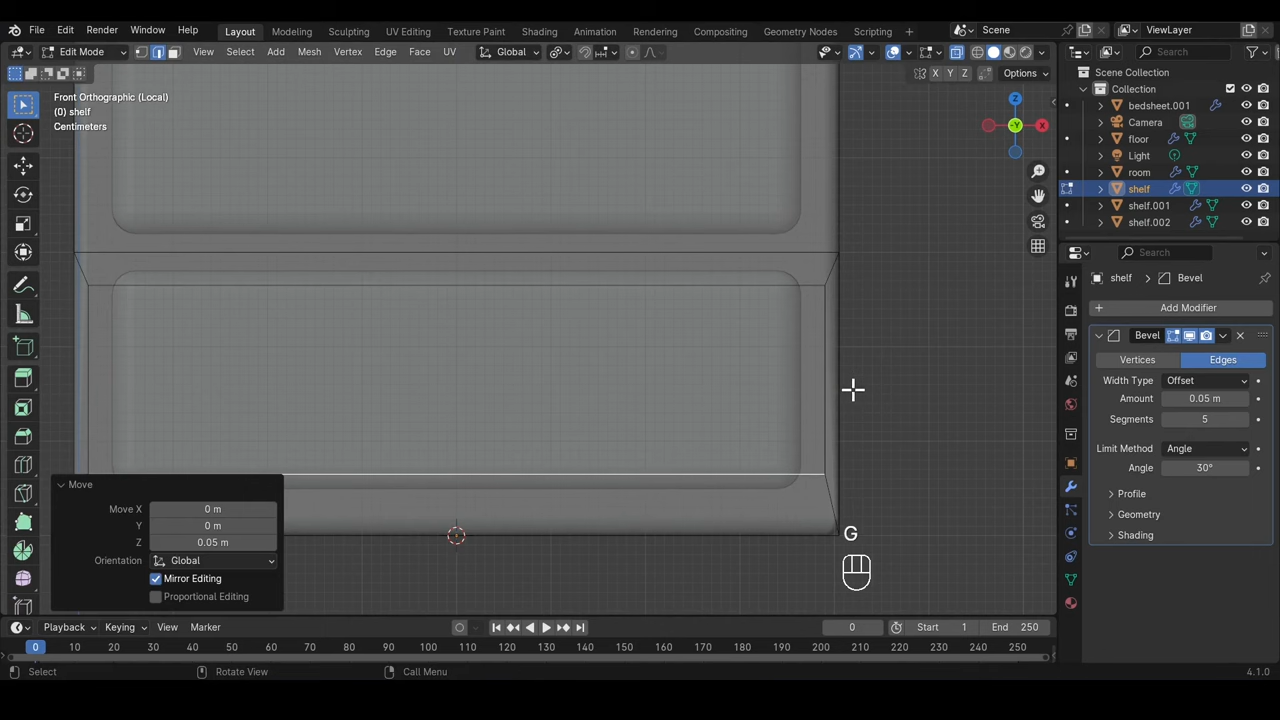 File Edit Render Window Help Layout Modeling Sculpting UV Editing Texture Paint Shading Animation Rendering Compositing Geometry Nodes Scripting + Scene ViewLayer
Edit Mode View Select Add Mesh Vertex Edge Face UV Global Search
X Y Z Options Scene Collection
Collection
Front Orthographic (Local)
(0) shelf
Centimeters
Z
-Y
X
bedsheet.001
Camera
floor
Light
room
shelf
shelf.001
shelf.002
Search
shelf Bevel
+ Add Modifier
Bevel
Vertices Edges
Width Type Offset
Amount 0.05 m
Segments 5
Limit Method Angle
Angle 30°
Profile
Geometry
Shading
Move
Move X 0 m
Y 0 m
Z 0.05 m
Orientation Global
Mirror Editing
Proportional Editing
G
Playback Keying View Marker 0 Start 1 End 250
0 10 20 30 40 50 60 70 80 90 100 110 120 130 140 150 160 170 180 190 200 210 220 230 240 250
Select Rotate View Call Menu 4.1.0